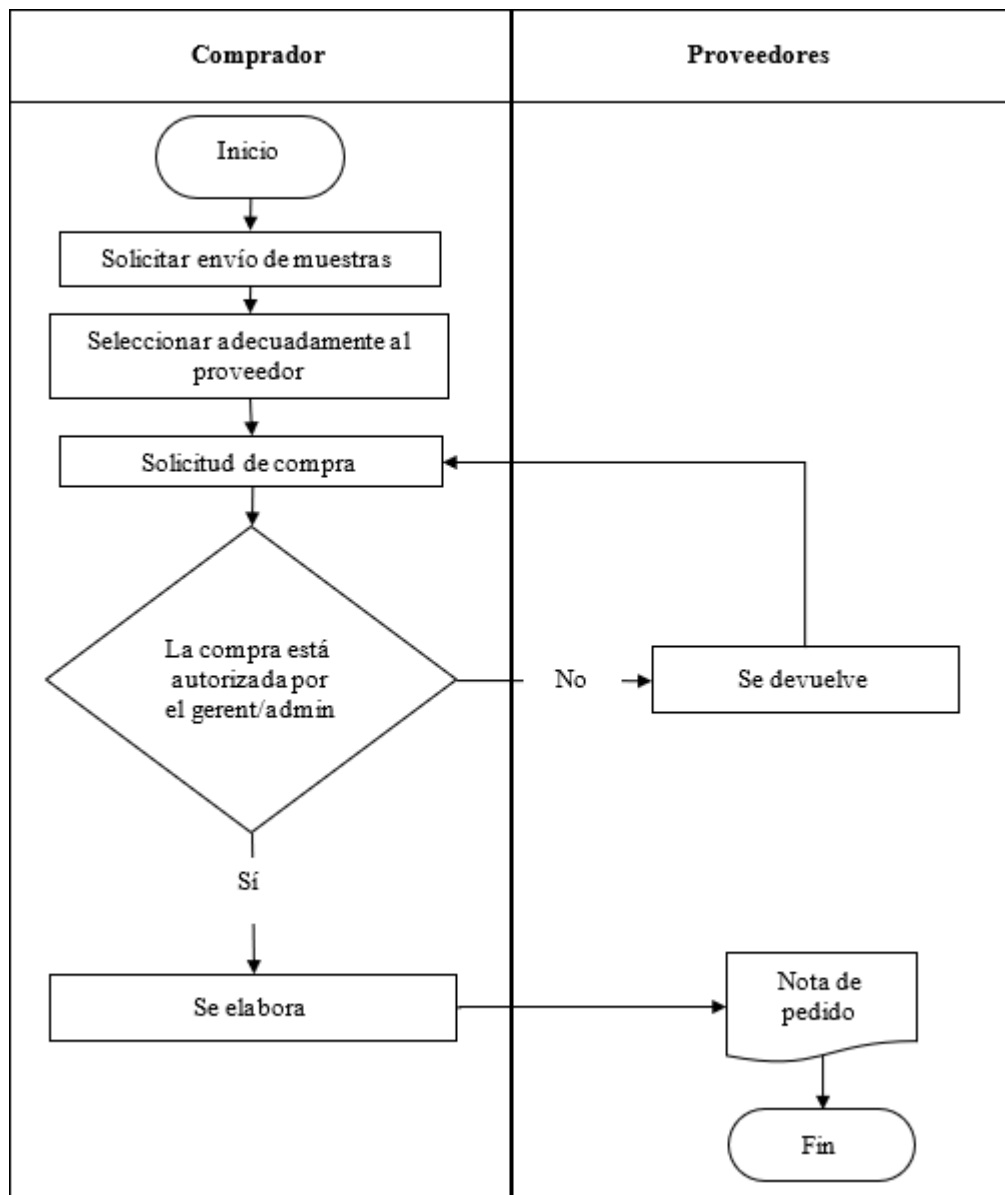 Comprador
Proveedores
Inicio
Solicitar envío de muestras
Seleccionar adecuadamente al
proveedor
Solicitud de compra
La compra está
autorizada por
el gerent/admin
No
Se devuelve
Sí
Se elabora
Nota de
pedido
Fin